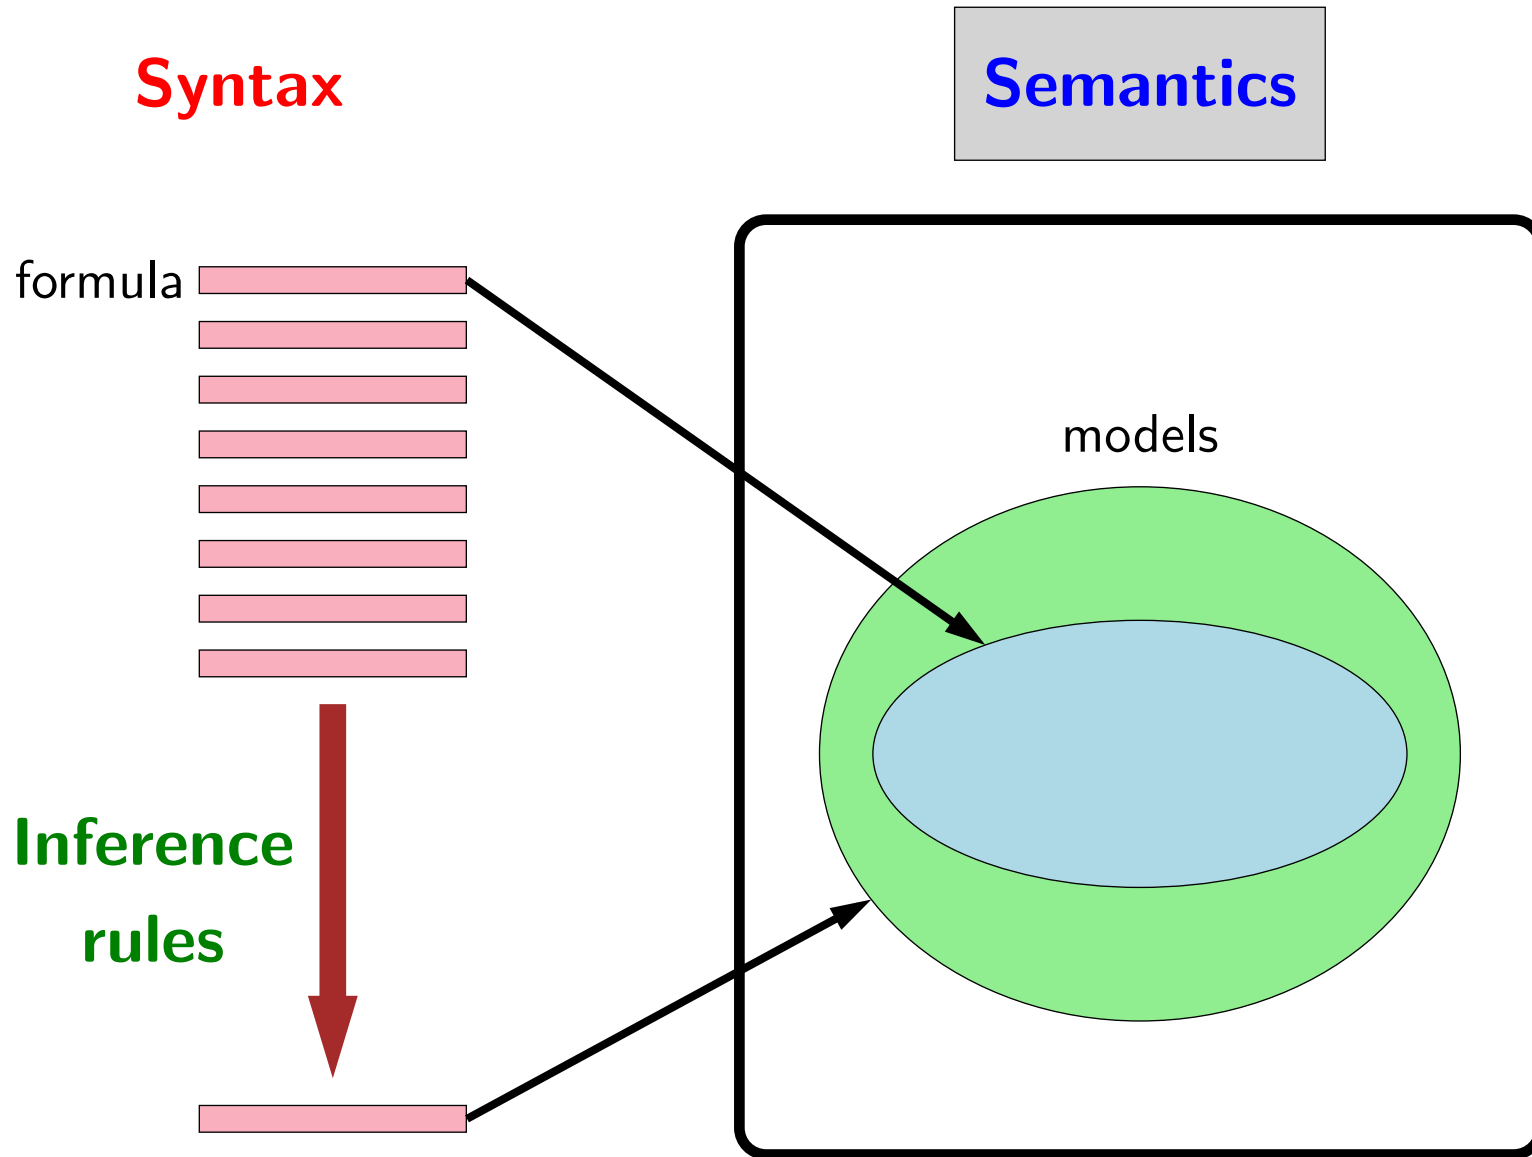 Syntax
Semantics
formula
models
Inference
rules